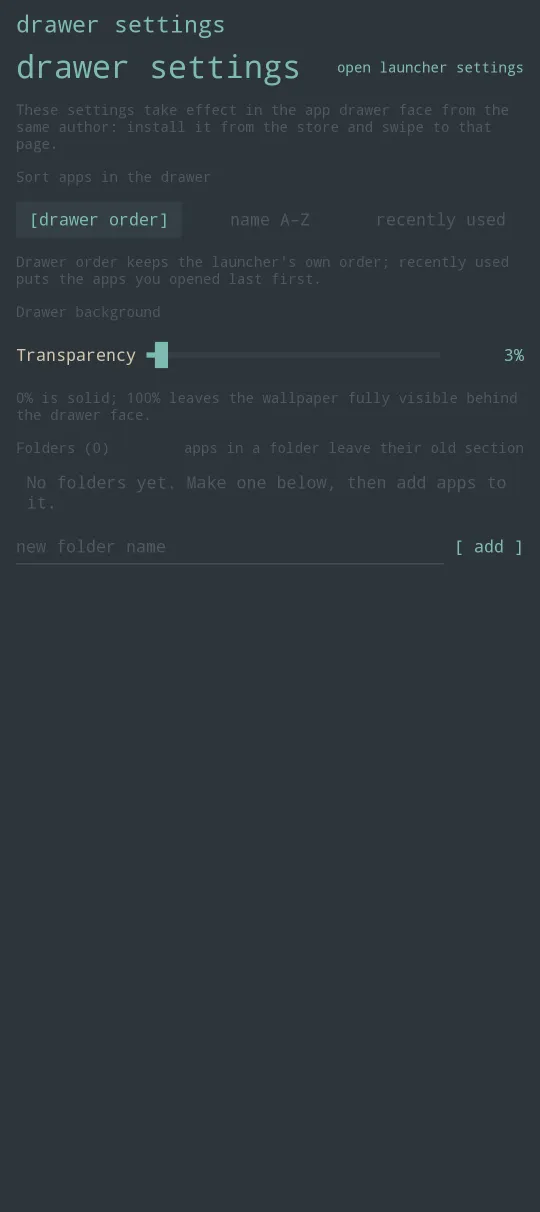 drawer settings
drawer settings open launcher settings
These settings take effect in the app drawer face from the
same author: install it from the store and swipe to that
page.
Sort apps in the drawer
[drawer order] name A–Z recently used
Drawer order keeps the launcher's own order; recently used
puts the apps you opened last first.
Drawer background
Transparency 3%
0% is solid; 100% leaves the wallpaper fully visible behind
the drawer face.
Folders (0) apps in a folder leave their old section
No folders yet. Make one below, then add apps to
it.
new folder name [ add ]